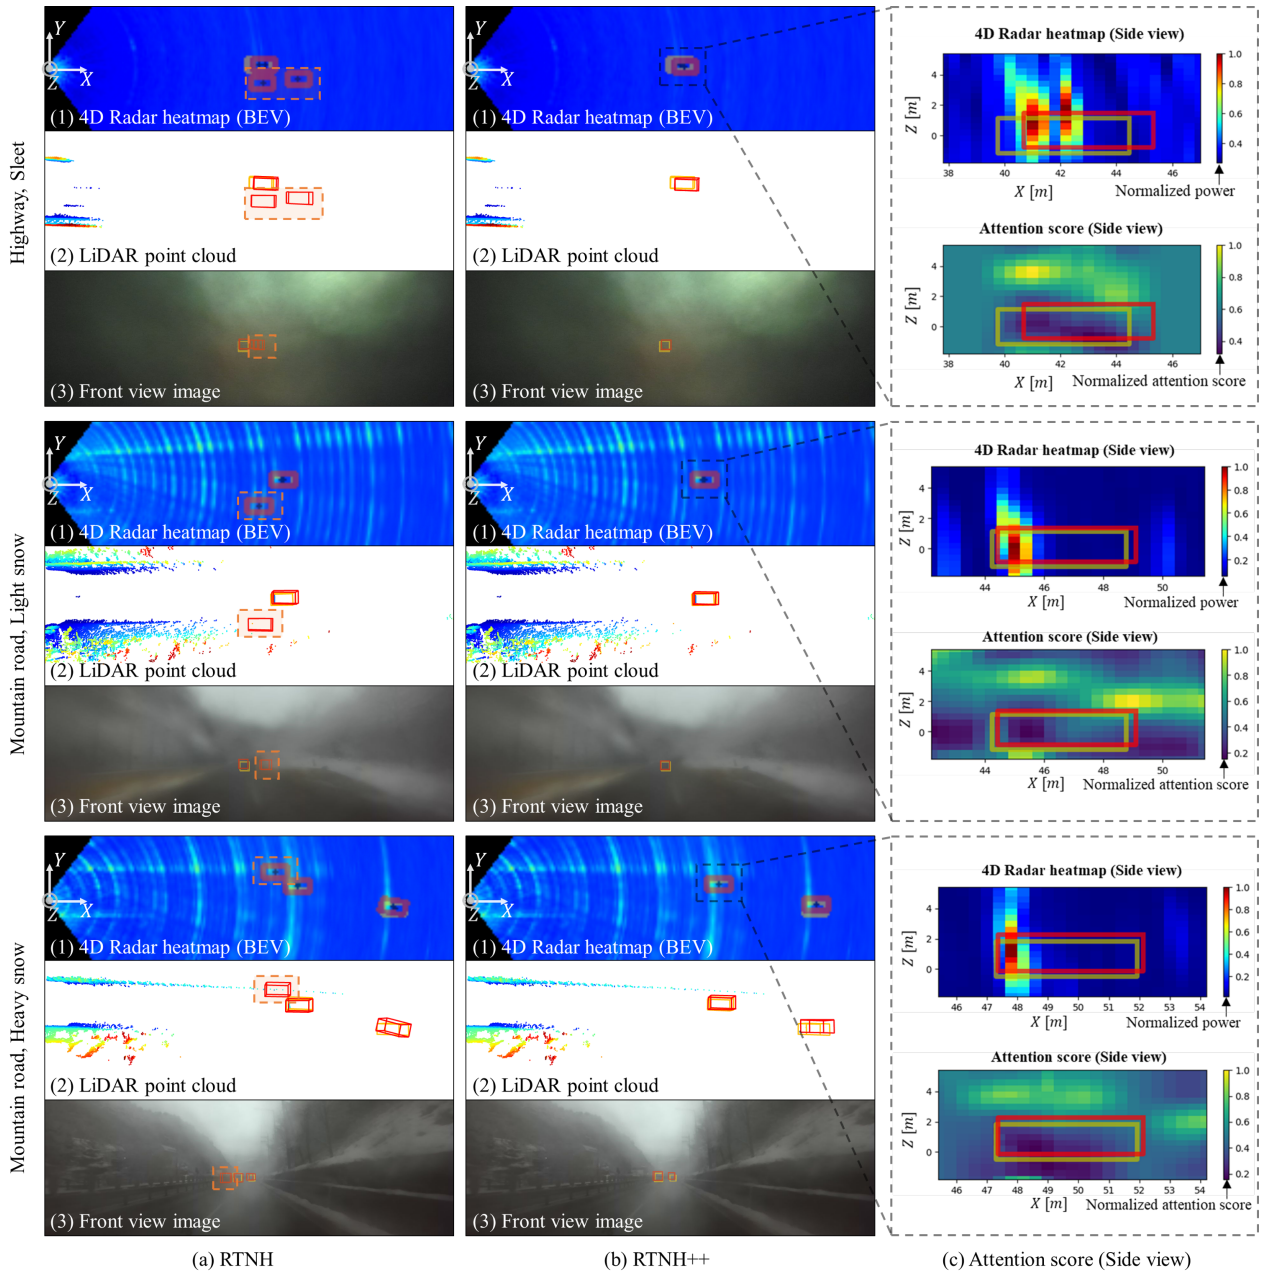 Highway, Sleet
Y
X
Z
(1) 4D Radar heatmap (BEV)
(2) LiDAR point cloud
(3) Front view image
(1) 4D Radar heatmap (BEV)
(2) LiDAR point cloud
(3) Front view image
4D Radar heatmap (Side view)
Z [m]
4
2
0
38 40 42 44 46
X [m]
1.0
0.8
0.6
0.4
Normalized power
Attention score (Side view)
Z [m]
4
2
0
38 40 42 44 46
X [m]
1.0
0.8
0.6
0.4
Normalized attention score
Mountain road, Light snow
Y
X
Z
(1) 4D Radar heatmap (BEV)
(2) LiDAR point cloud
(3) Front view image
(1) 4D Radar heatmap (BEV)
(2) LiDAR point cloud
(3) Front view image
4D Radar heatmap (Side view)
Z [m]
4
2
0
44 46 48 50
X [m]
1.0
0.8
0.6
0.4
0.2
Normalized power
Attention score (Side view)
Z [m]
4
2
0
44 46 48 50
X [m]
1.0
0.8
0.6
0.4
0.2
Normalized attention score
Mountain road, Heavy snow
Y
X
Z
(1) 4D Radar heatmap (BEV)
(2) LiDAR point cloud
(3) Front view image
(1) 4D Radar heatmap (BEV)
(2) LiDAR point cloud
(3) Front view image
4D Radar heatmap (Side view)
Z [m]
4
2
0
46 47 48 49 50 51 52 53 54
X [m]
1.0
0.8
0.6
0.4
0.2
Normalized power
Attention score (Side view)
Z [m]
4
2
0
46 47 48 49 50 51 52 53 54
X [m]
1.0
0.8
0.6
0.4
0.2
Normalized attention score
(a) RTNH
(b) RTNH++
(c) Attention score (Side view)